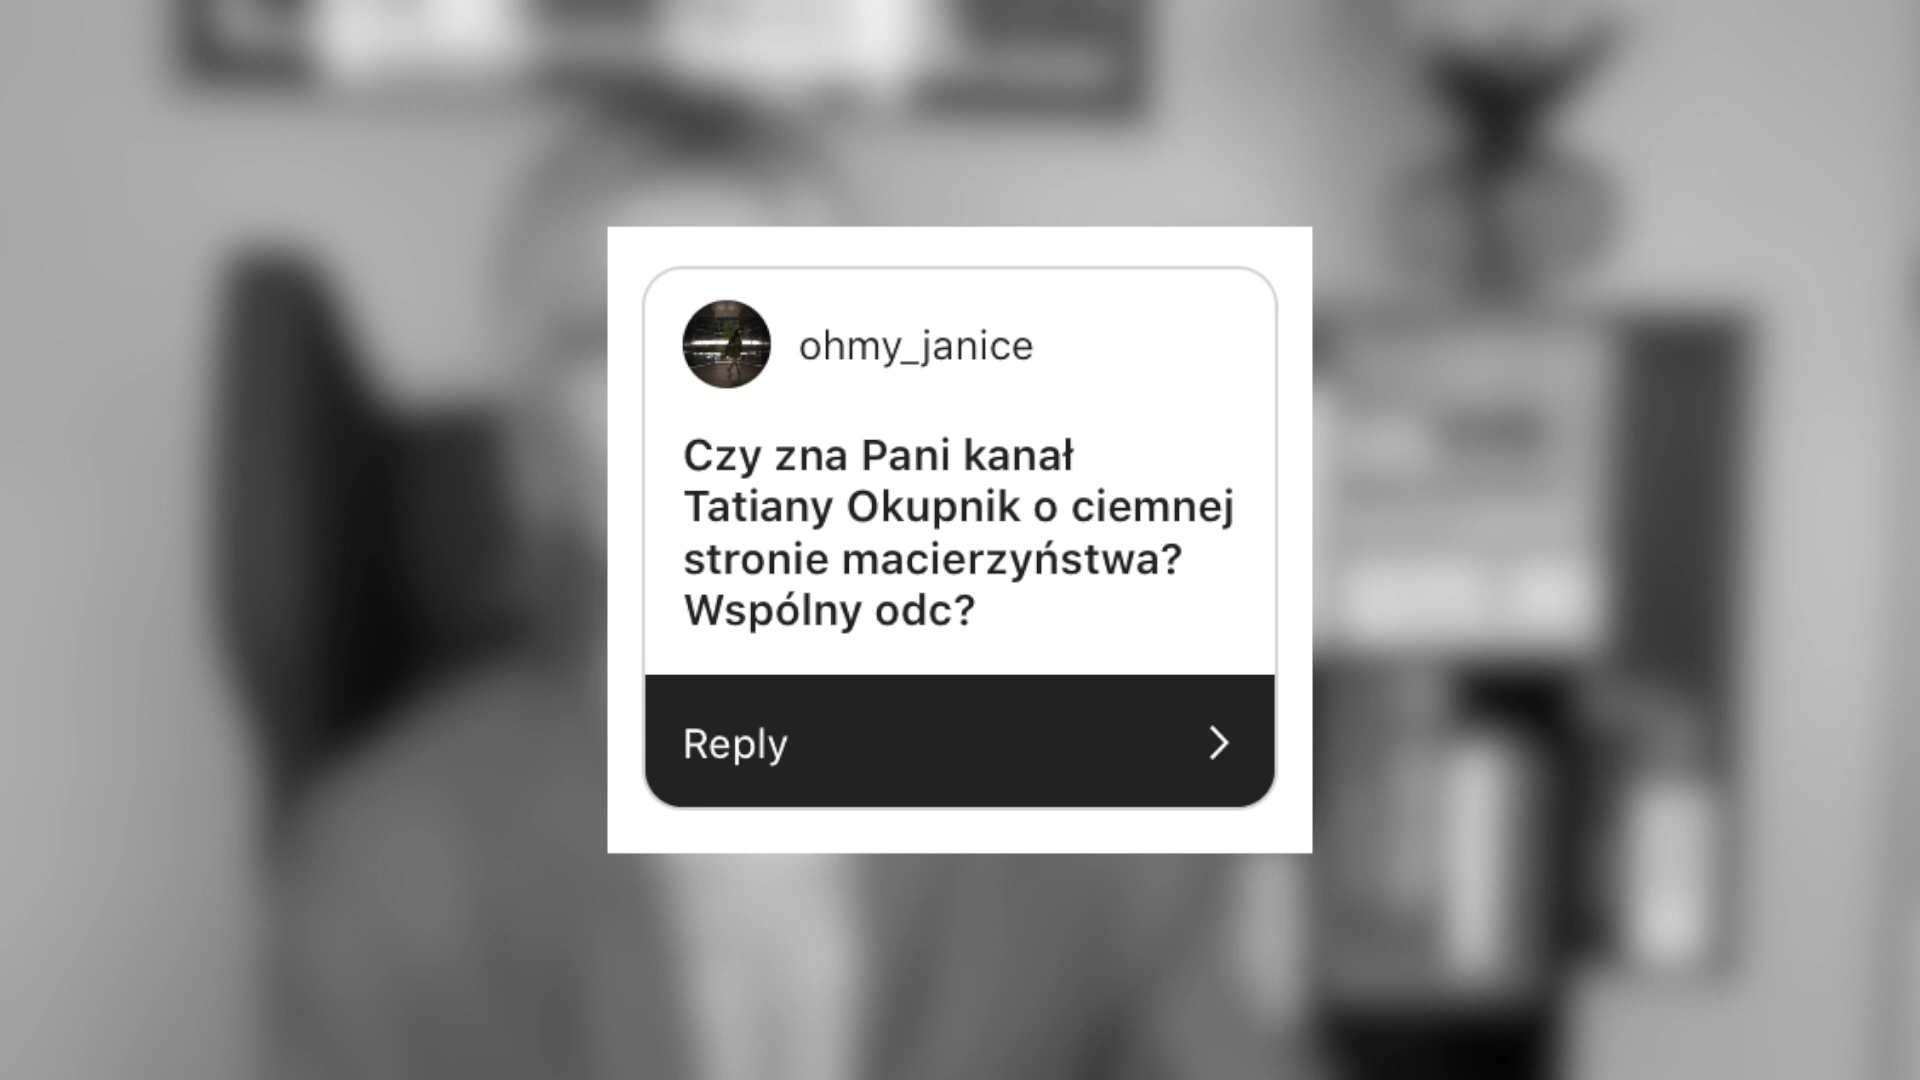 ohmy_janice
Czy zna Pani kanał
Tatiany Okupnik o ciemnej
stronie macierzyństwa?
Wspólny odc?
Reply